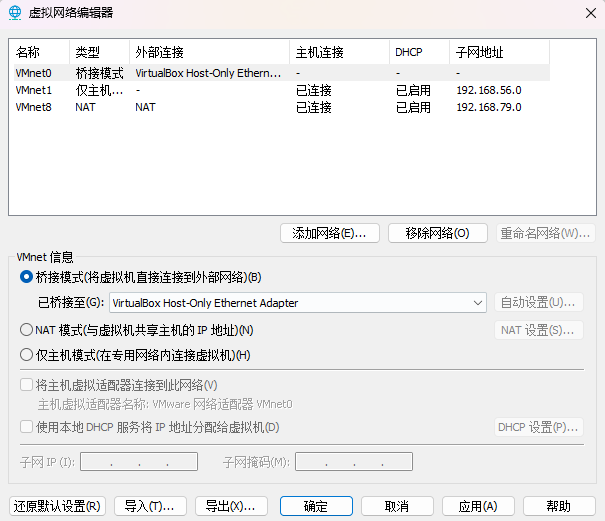 虚拟网络编辑器
名称 类型 外部连接 主机连接 DHCP 子网地址
VMnet0 桥接模式 VirtualBox Host-Only Ethern... - - -
VMnet1 仅主机... - 已连接 已启用 192.168.56.0
VMnet8 NAT NAT 已连接 已启用 192.168.79.0
添加网络(E)... 移除网络(O) 重命名网络(W)...
VMnet 信息
桥接模式(将虚拟机直接连接到外部网络)(B)
已桥接至(G): VirtualBox Host-Only Ethernet Adapter 自动设置(U)...
NAT 模式(与虚拟机共享主机的 IP 地址)(N) NAT 设置(S)...
仅主机模式(在专用网络内连接虚拟机)(H)
将主机虚拟适配器连接到此网络(V)
主机虚拟适配器名称: VMware 网络适配器 VMnet0
使用本地 DHCP 服务将 IP 地址分配给虚拟机(D) DHCP 设置(P)...
子网 IP (I): . . . 子网掩码(M): . . .
还原默认设置(R) 导入(T)... 导出(X)... 确定 取消 应用(A) 帮助